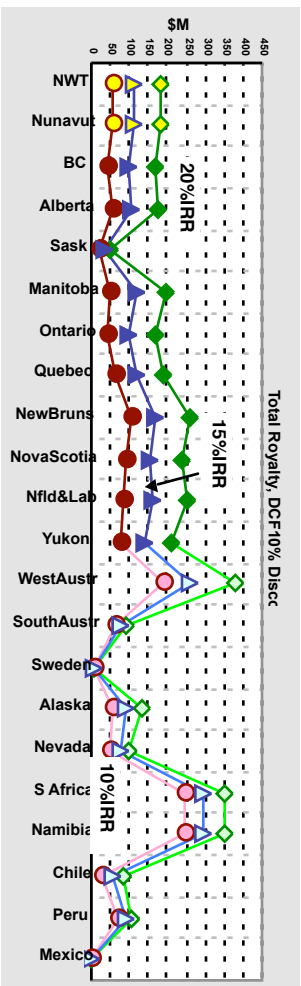 $M
0
50
100
150
200
250
300
350
400
450
NWT
Nunavut
BC
Alberta
Sask
Manitoba
Ontario
Quebec
NewBruns
NovaScotia
Nfld&Lab
Yukon
WestAustr
SouthAustr
Sweden
Alaska
Nevada
S Africa
Namibia
Chile
Peru
Mexico
20%IRR
15%IRR
10%IRR
Total Royalty, DCF10% Disco